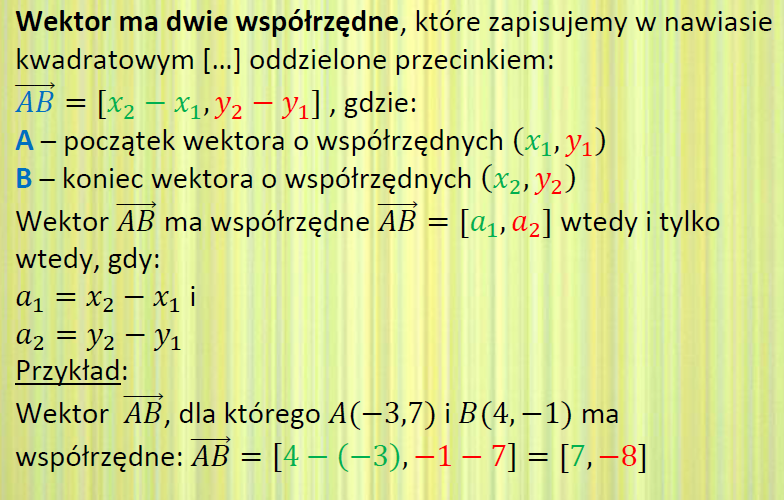 Wektor ma dwie współrzędne, które zapisujemy w nawiasie
kwadratowym […] oddzielone przecinkiem:
$\overrightarrow{AB} = [x_2 - x_1, y_2 - y_1]$ , gdzie:
A – początek wektora o współrzędnych $(x_1, y_1)$
B – koniec wektora o współrzędnych $(x_2, y_2)$
Wektor $\overrightarrow{AB}$ ma współrzędne $\overrightarrow{AB} = [a_1, a_2]$ wtedy i tylko
wtedy, gdy:
$a_1 = x_2 - x_1$ i
$a_2 = y_2 - y_1$
Przykład:
Wektor $\overrightarrow{AB}$, dla którego $A(-3,7)$ i $B(4,-1)$ ma
współrzędne: $\overrightarrow{AB} = [4 - (-3), -1 - 7] = [7, -8]$